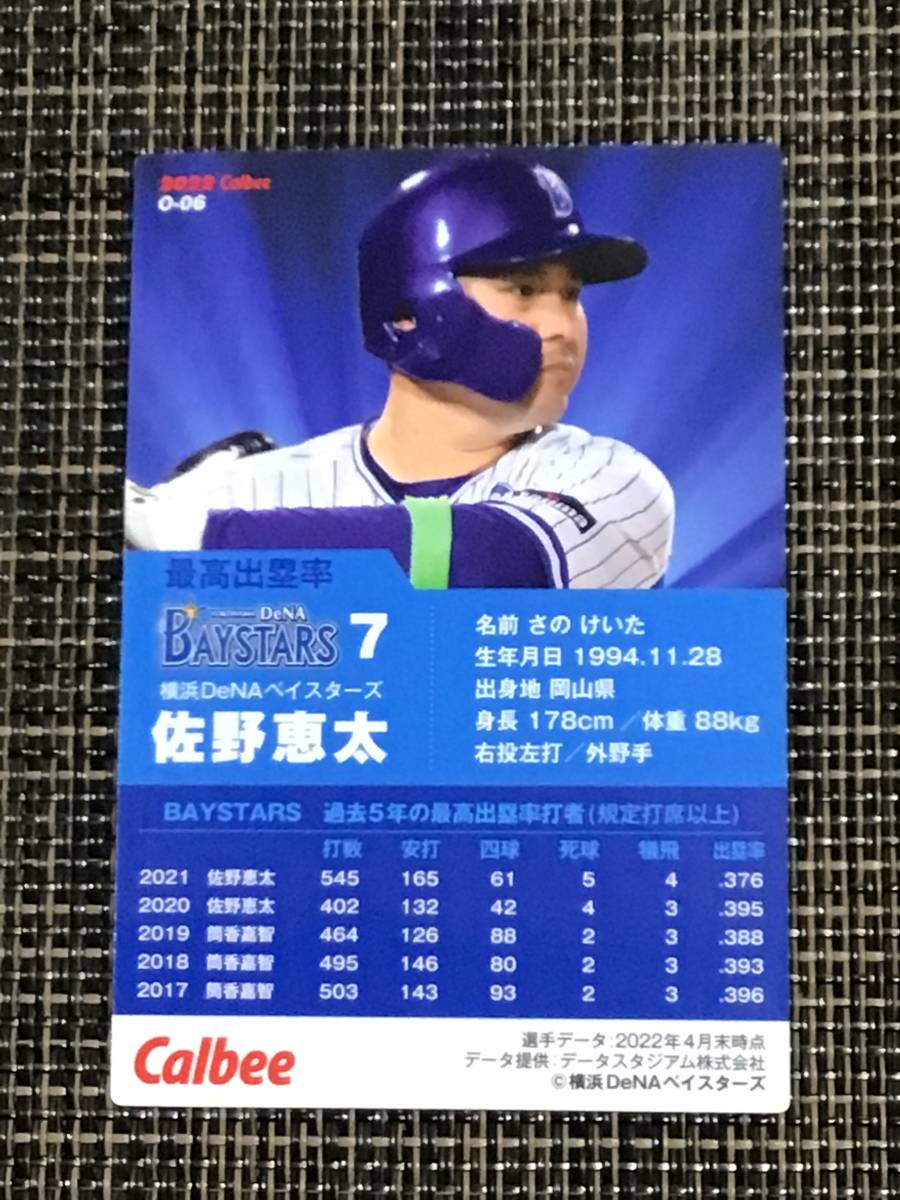 2022 Calbee
O-06
最高出塁率
DeNA
BAYSTARS 7
横浜DeNAベイスターズ
佐野恵太
名前 さの けいた
生年月日 1994.11.28
出身地 岡山県
身長 178cm／体重 88kg
右投左打／外野手
BAYSTARS 過去5年の最高出塁率打者(規定打席以上)
打数 安打 四球 死球 犠飛 出塁率
2021 佐野恵太 545 165 61 5 4 .376
2020 佐野恵太 402 132 42 4 3 .395
2019 筒香嘉智 464 126 88 2 3 .388
2018 筒香嘉智 495 146 80 2 3 .393
2017 筒香嘉智 503 143 93 2 3 .396
Calbee
選手データ:2022年4月末時点
データ提供:データスタジアム株式会社
©横浜DeNAベイスターズ